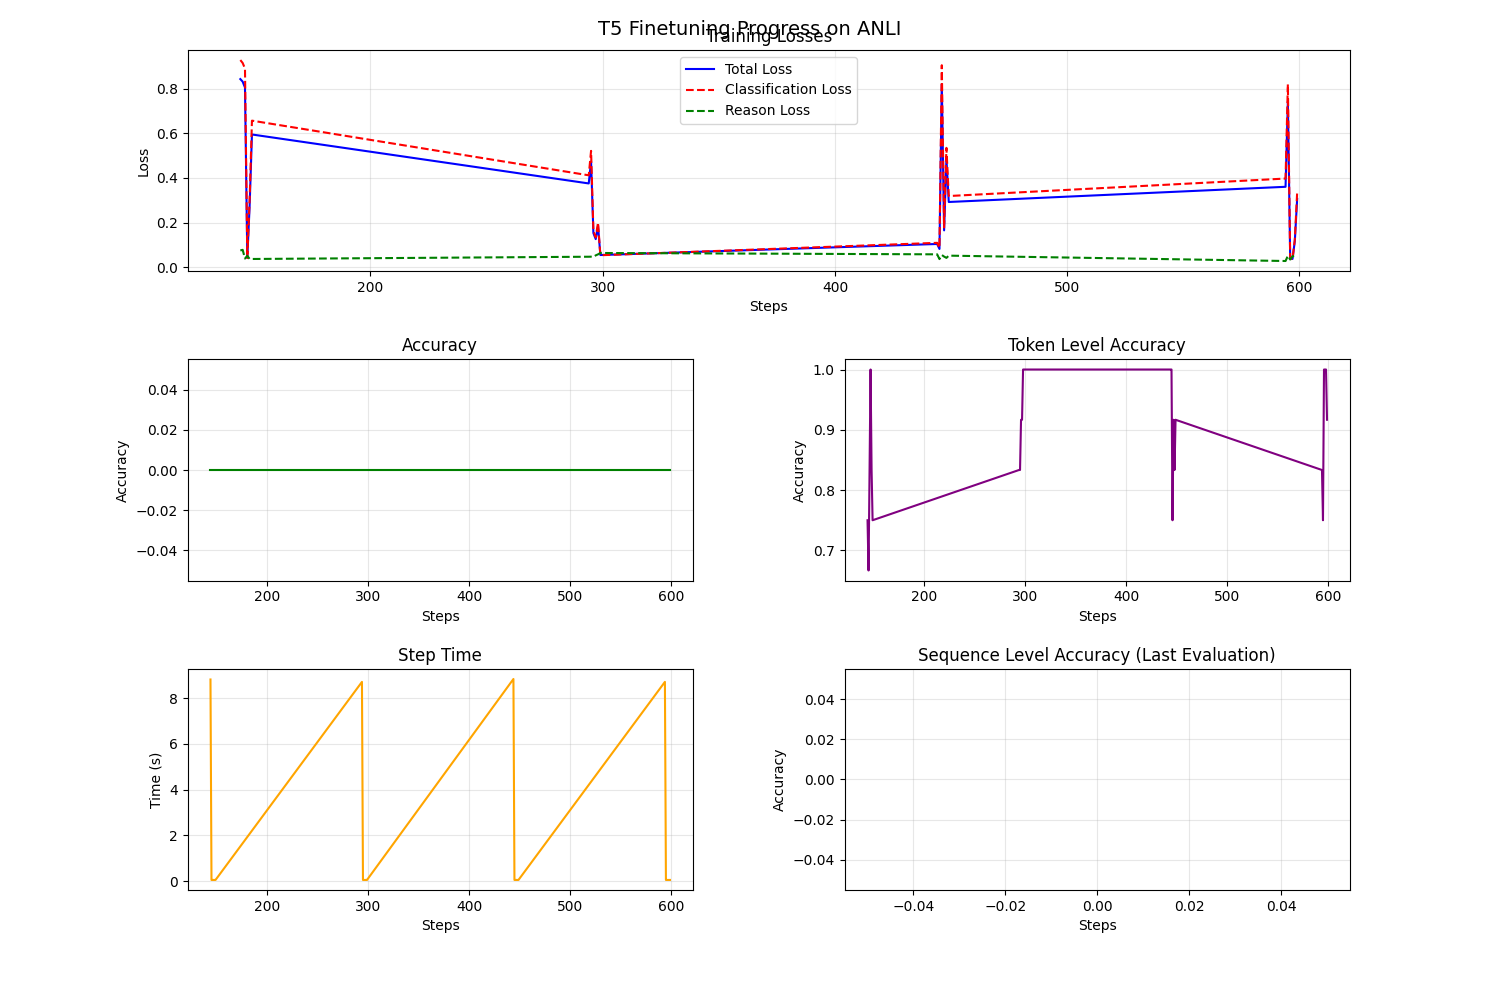 T5 Finetuning Progress on ANLI
Training Losses
Total Loss
Classification Loss
Reason Loss
Loss
0.8
0.6
0.4
0.2
0.0
200 300 400 500 600
Steps
Accuracy
Accuracy
0.04
0.02
0.00
−0.02
−0.04
200 300 400 500 600
Steps
Token Level Accuracy
Accuracy
1.0
0.9
0.8
0.7
200 300 400 500 600
Steps
Step Time
Time (s)
8
6
4
2
0
200 300 400 500 600
Steps
Sequence Level Accuracy (Last Evaluation)
Accuracy
0.04
0.02
0.00
−0.02
−0.04
−0.04 −0.02 0.00 0.02 0.04
Steps